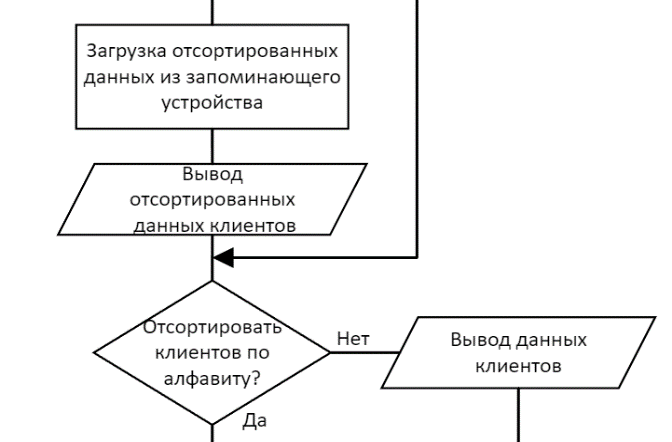 Загрузка отсортированных
данных из запоминающего
устройства
Вывод
отсортированных
данных клиентов
Отсортировать
клиентов по
алфавиту?
Нет
Вывод данных
клиентов
Да